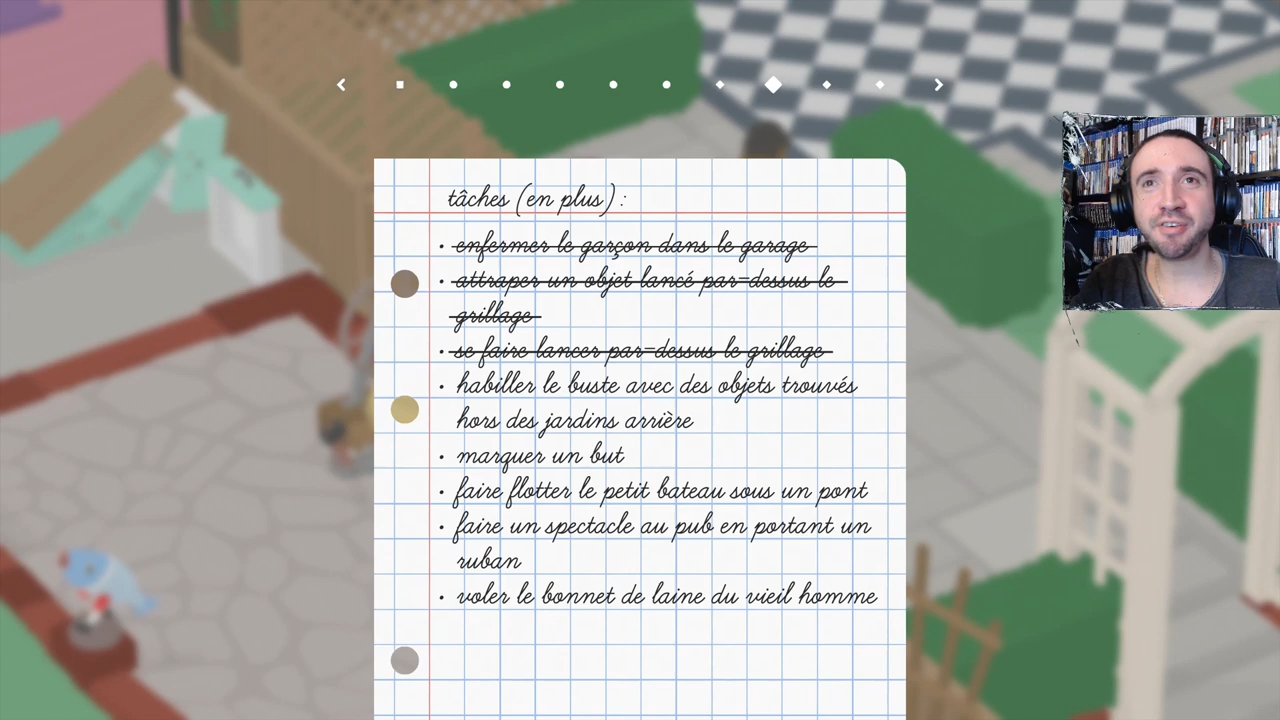 tâches (en plus) :
• enfermer le garçon dans le garage
• attraper un objet lancé par-dessus le
grillage
• se faire lancer par-dessus le grillage
• habiller le buste avec des objets trouvés
hors des jardins arrière
• marquer un but
• faire flotter le petit bateau sous un pont
• faire un spectacle au pub en portant un
ruban
• voler le bonnet de laine du vieil homme